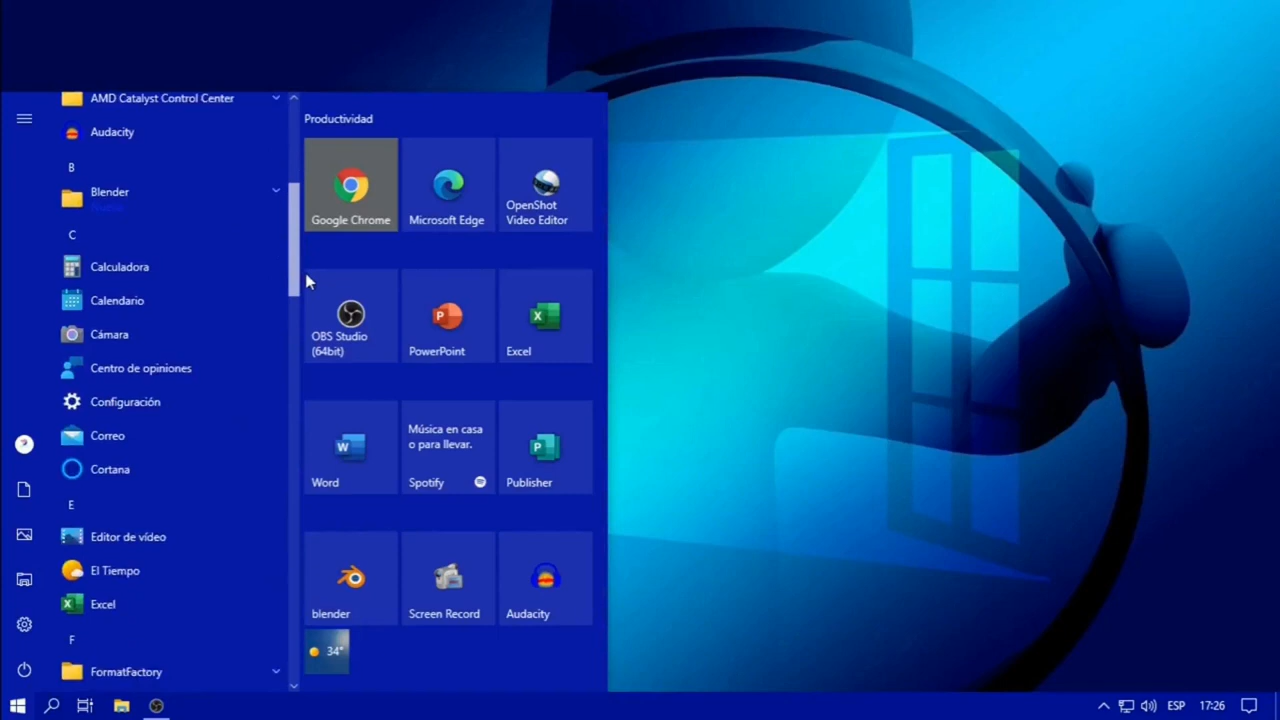 AMD Catalyst Control Center
Audacity
B
Blender
C
Calculadora
Calendario
Cámara
Centro de opiniones
Configuración
Correo
Cortana
E
Editor de vídeo
El Tiempo
Excel
F
FormatFactory
Productividad
Google Chrome
Microsoft Edge
OpenShot
Video Editor
OBS Studio
(64bit)
PowerPoint
Excel
Word
Música en casa
o para llevar.
Spotify
Publisher
blender
Screen Record
Audacity
34°
ESP
17:26